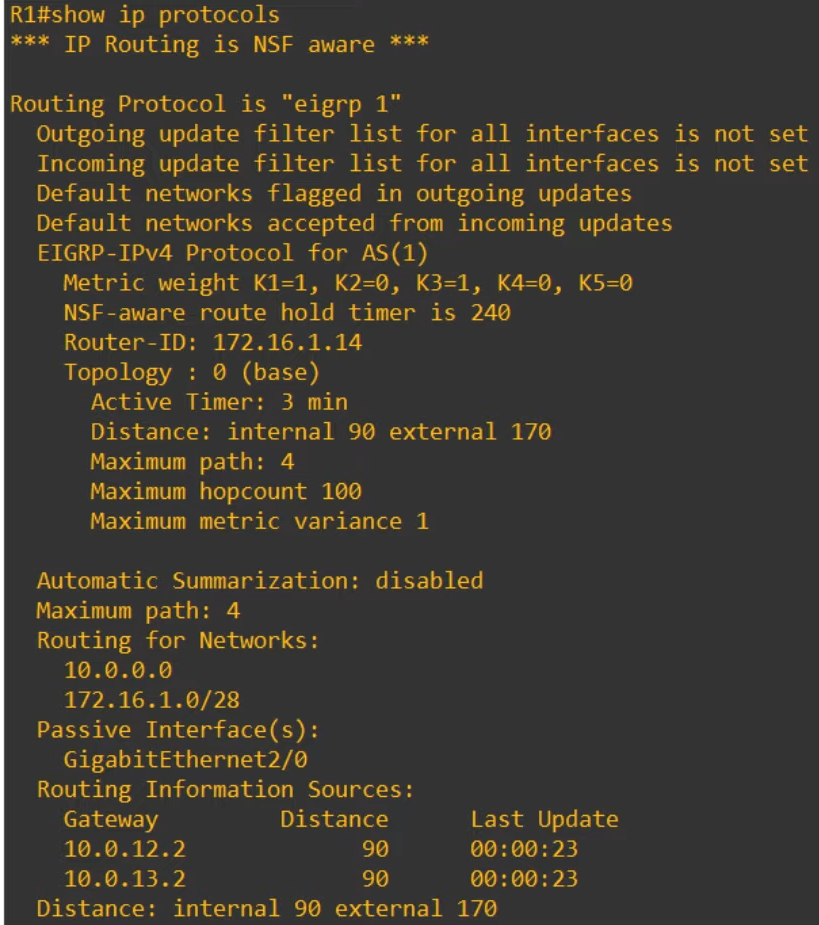 R1#show ip protocols
*** IP Routing is NSF aware ***
Routing Protocol is "eigrp 1"
Outgoing update filter list for all interfaces is not set
Incoming update filter list for all interfaces is not set
Default networks flagged in outgoing updates
Default networks accepted from incoming updates
EIGRP-IPv4 Protocol for AS(1)
Metric weight K1=1, K2=0, K3=1, K4=0, K5=0
NSF-aware route hold timer is 240
Router-ID: 172.16.1.14
Topology : 0 (base)
Active Timer: 3 min
Distance: internal 90 external 170
Maximum path: 4
Maximum hopcount 100
Maximum metric variance 1
Automatic Summarization: disabled
Maximum path: 4
Routing for Networks:
10.0.0.0
172.16.1.0/28
Passive Interface(s):
GigabitEthernet2/0
Routing Information Sources:
Gateway Distance Last Update
10.0.12.2 90 00:00:23
10.0.13.2 90 00:00:23
Distance: internal 90 external 170